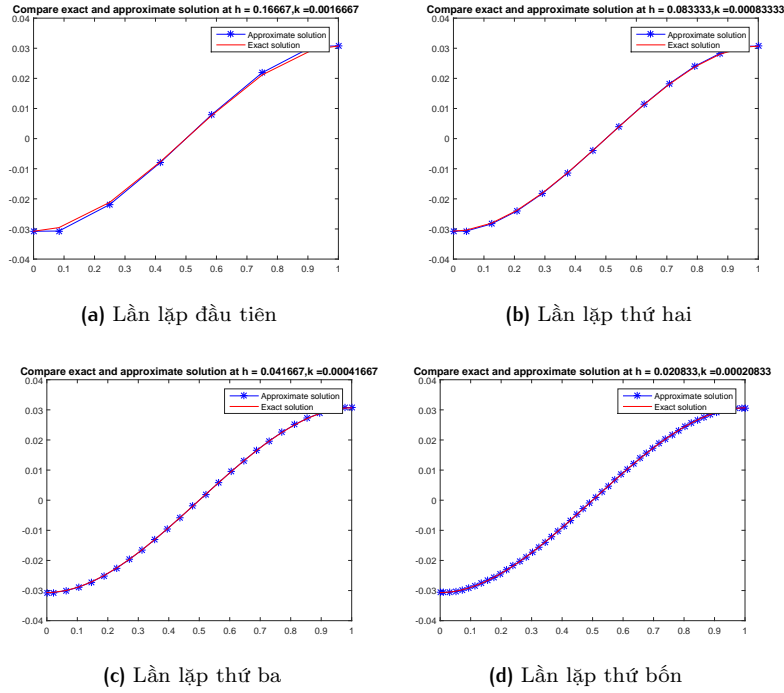 Compare exact and approximate solution at h = 0.16667,k =0.0016667
0.04
0.03
0.02
0.01
0
-0.01
-0.02
-0.03
-0.04
0 0.1 0.2 0.3 0.4 0.5 0.6 0.7 0.8 0.9 1
Approximate solution
Exact solution
(a) Lần lặp đầu tiên
Compare exact and approximate solution at h = 0.083333,k =0.00083333
0.04
0.03
0.02
0.01
0
-0.01
-0.02
-0.03
-0.04
0 0.1 0.2 0.3 0.4 0.5 0.6 0.7 0.8 0.9 1
Approximate solution
Exact solution
(b) Lần lặp thứ hai
Compare exact and approximate solution at h = 0.041667,k =0.00041667
0.04
0.03
0.02
0.01
0
-0.01
-0.02
-0.03
-0.04
0 0.1 0.2 0.3 0.4 0.5 0.6 0.7 0.8 0.9 1
Approximate solution
Exact solution
(c) Lần lặp thứ ba
Compare exact and approximate solution at h = 0.020833,k =0.00020833
0.04
0.03
0.02
0.01
0
-0.01
-0.02
-0.03
-0.04
0 0.1 0.2 0.3 0.4 0.5 0.6 0.7 0.8 0.9 1
Approximate solution
Exact solution
(d) Lần lặp thứ bốn